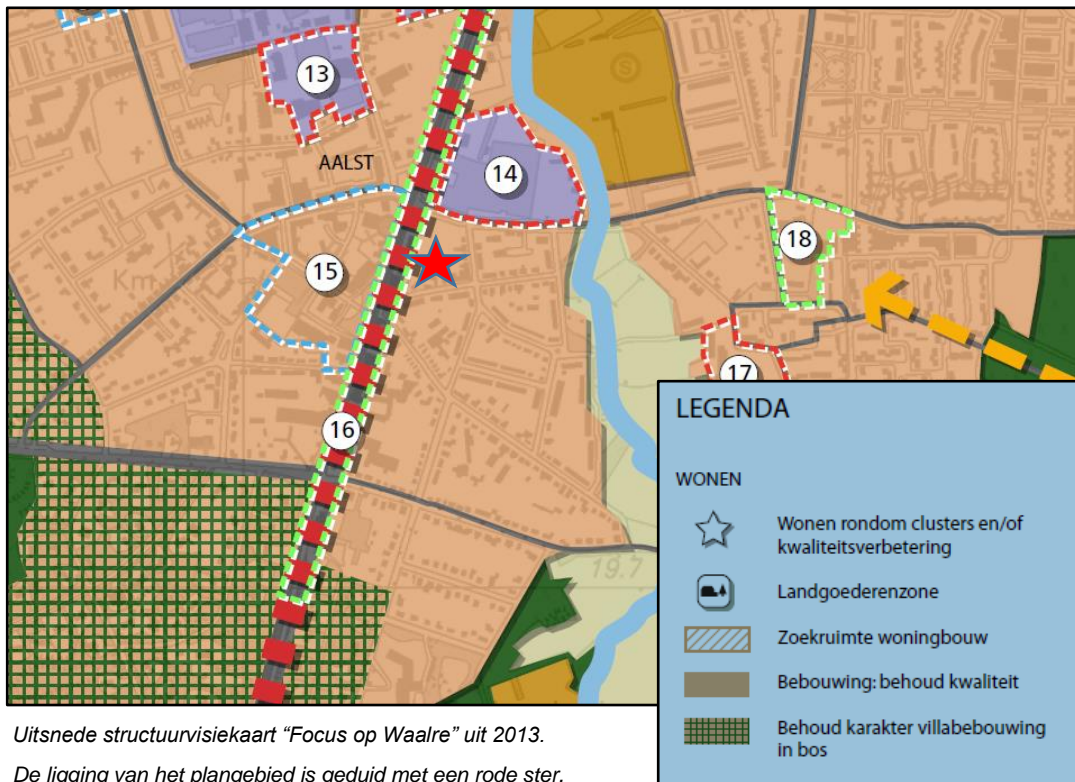 13
AALST
14
S
18
15
Km
17
16
19.7
LEGENDA
WONEN
Wonen rondom clusters en/of
kwaliteitsverbetering
Landgoederenzone
Zoekruimte woningbouw
Bebouwing: behoud kwaliteit
Behoud karakter villabebouwing
in bos
Uitsnede structuurvisiekaart “Focus op Waalre” uit 2013.
De ligging van het plangebied is geduid met een rode ster.